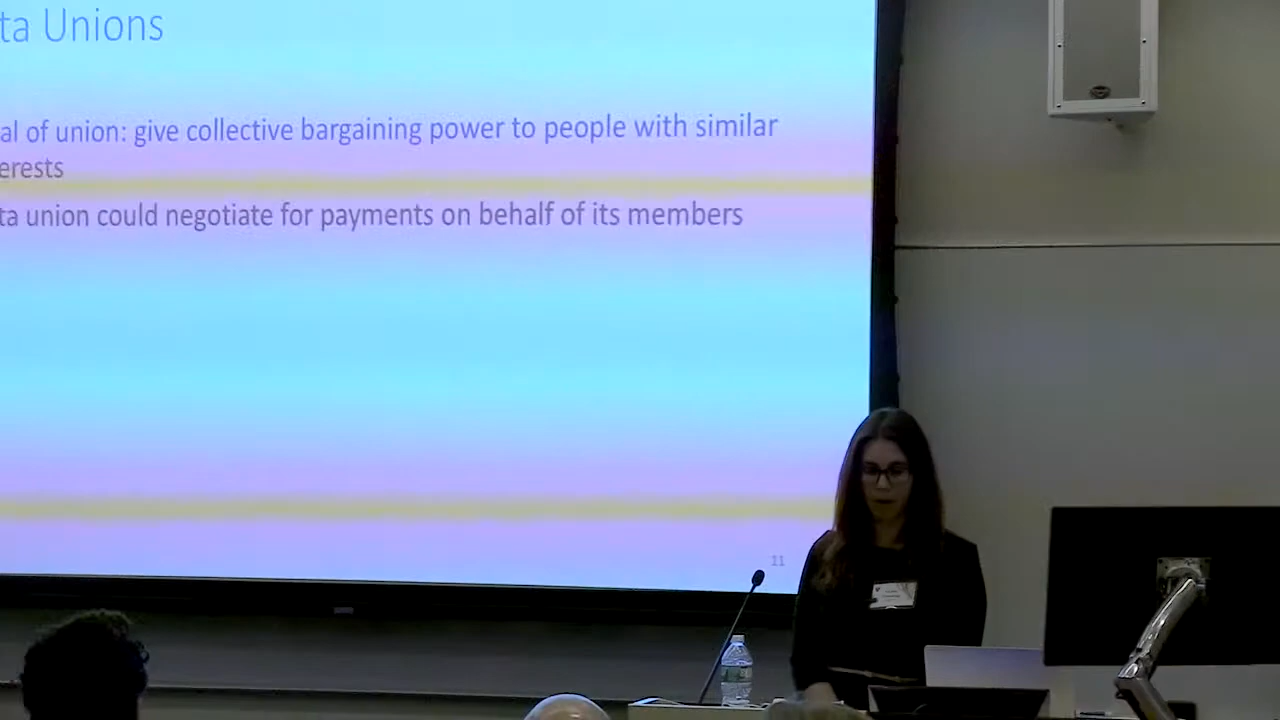 ta Unions
al of union: give collective bargaining power to people with similar
erests
ta union could negotiate for payments on behalf of its members
11